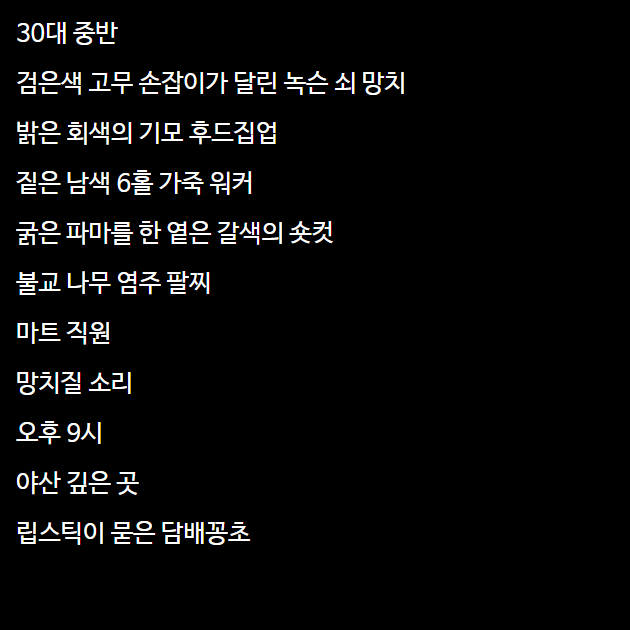 30대 중반
검은색 고무 손잡이가 달린 녹슨 쇠 망치
밝은 회색의 기모 후드집업
짙은 남색 6홀 가죽 워커
굵은 파마를 한 옅은 갈색의 숏컷
불교 나무 염주 팔찌
마트 직원
망치질 소리
오후 9시
야산 깊은 곳
립스틱이 묻은 담배꽁초